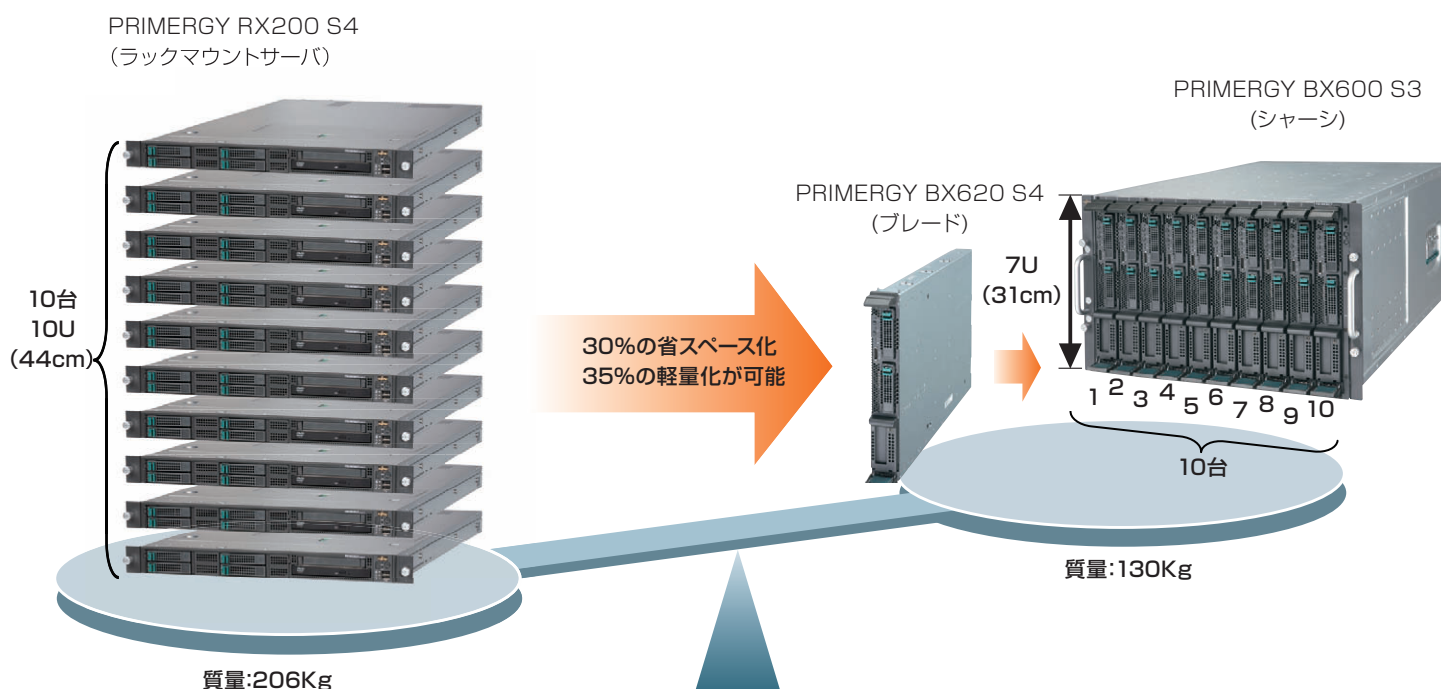 PRIMERGY RX200 S4
（ラックマウントサーバ）
10台
10U
(44cm)
30%の省スペース化
35%の軽量化が可能
PRIMERGY BX620 S4
(ブレード)
PRIMERGY BX600 S3
(シャーシ)
7U
(31cm)
1 2 3 4 5 6 7 8 9 10
10台
質量:130Kg
質量:206Kg